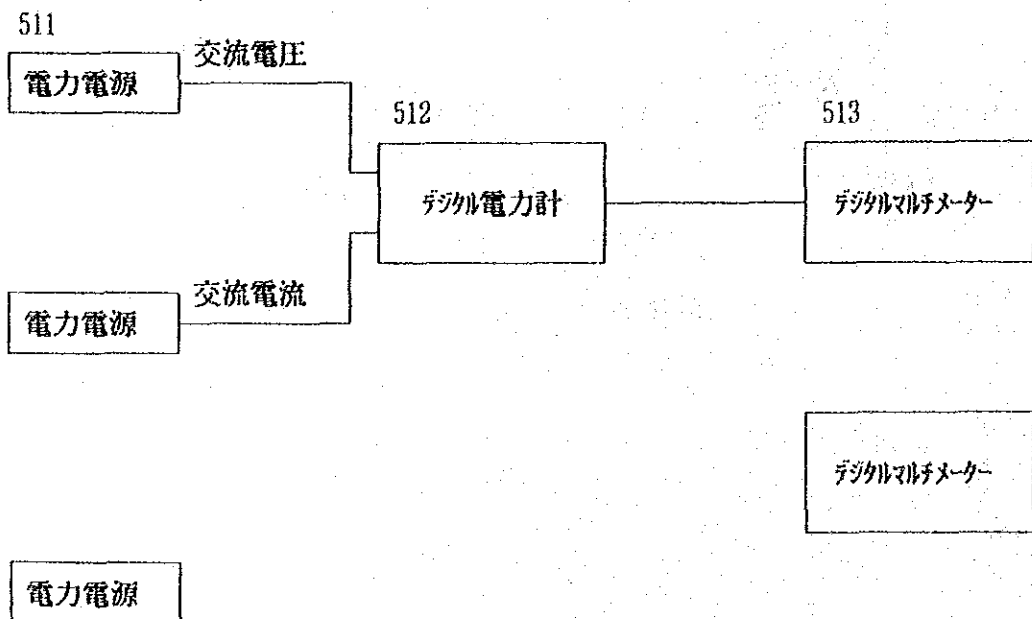 511
電力電源
交流電圧
512
デジタル電力計
513
デジタルマルチメーター
交流電流
電力電源
デジタルマルチメーター
電力電源